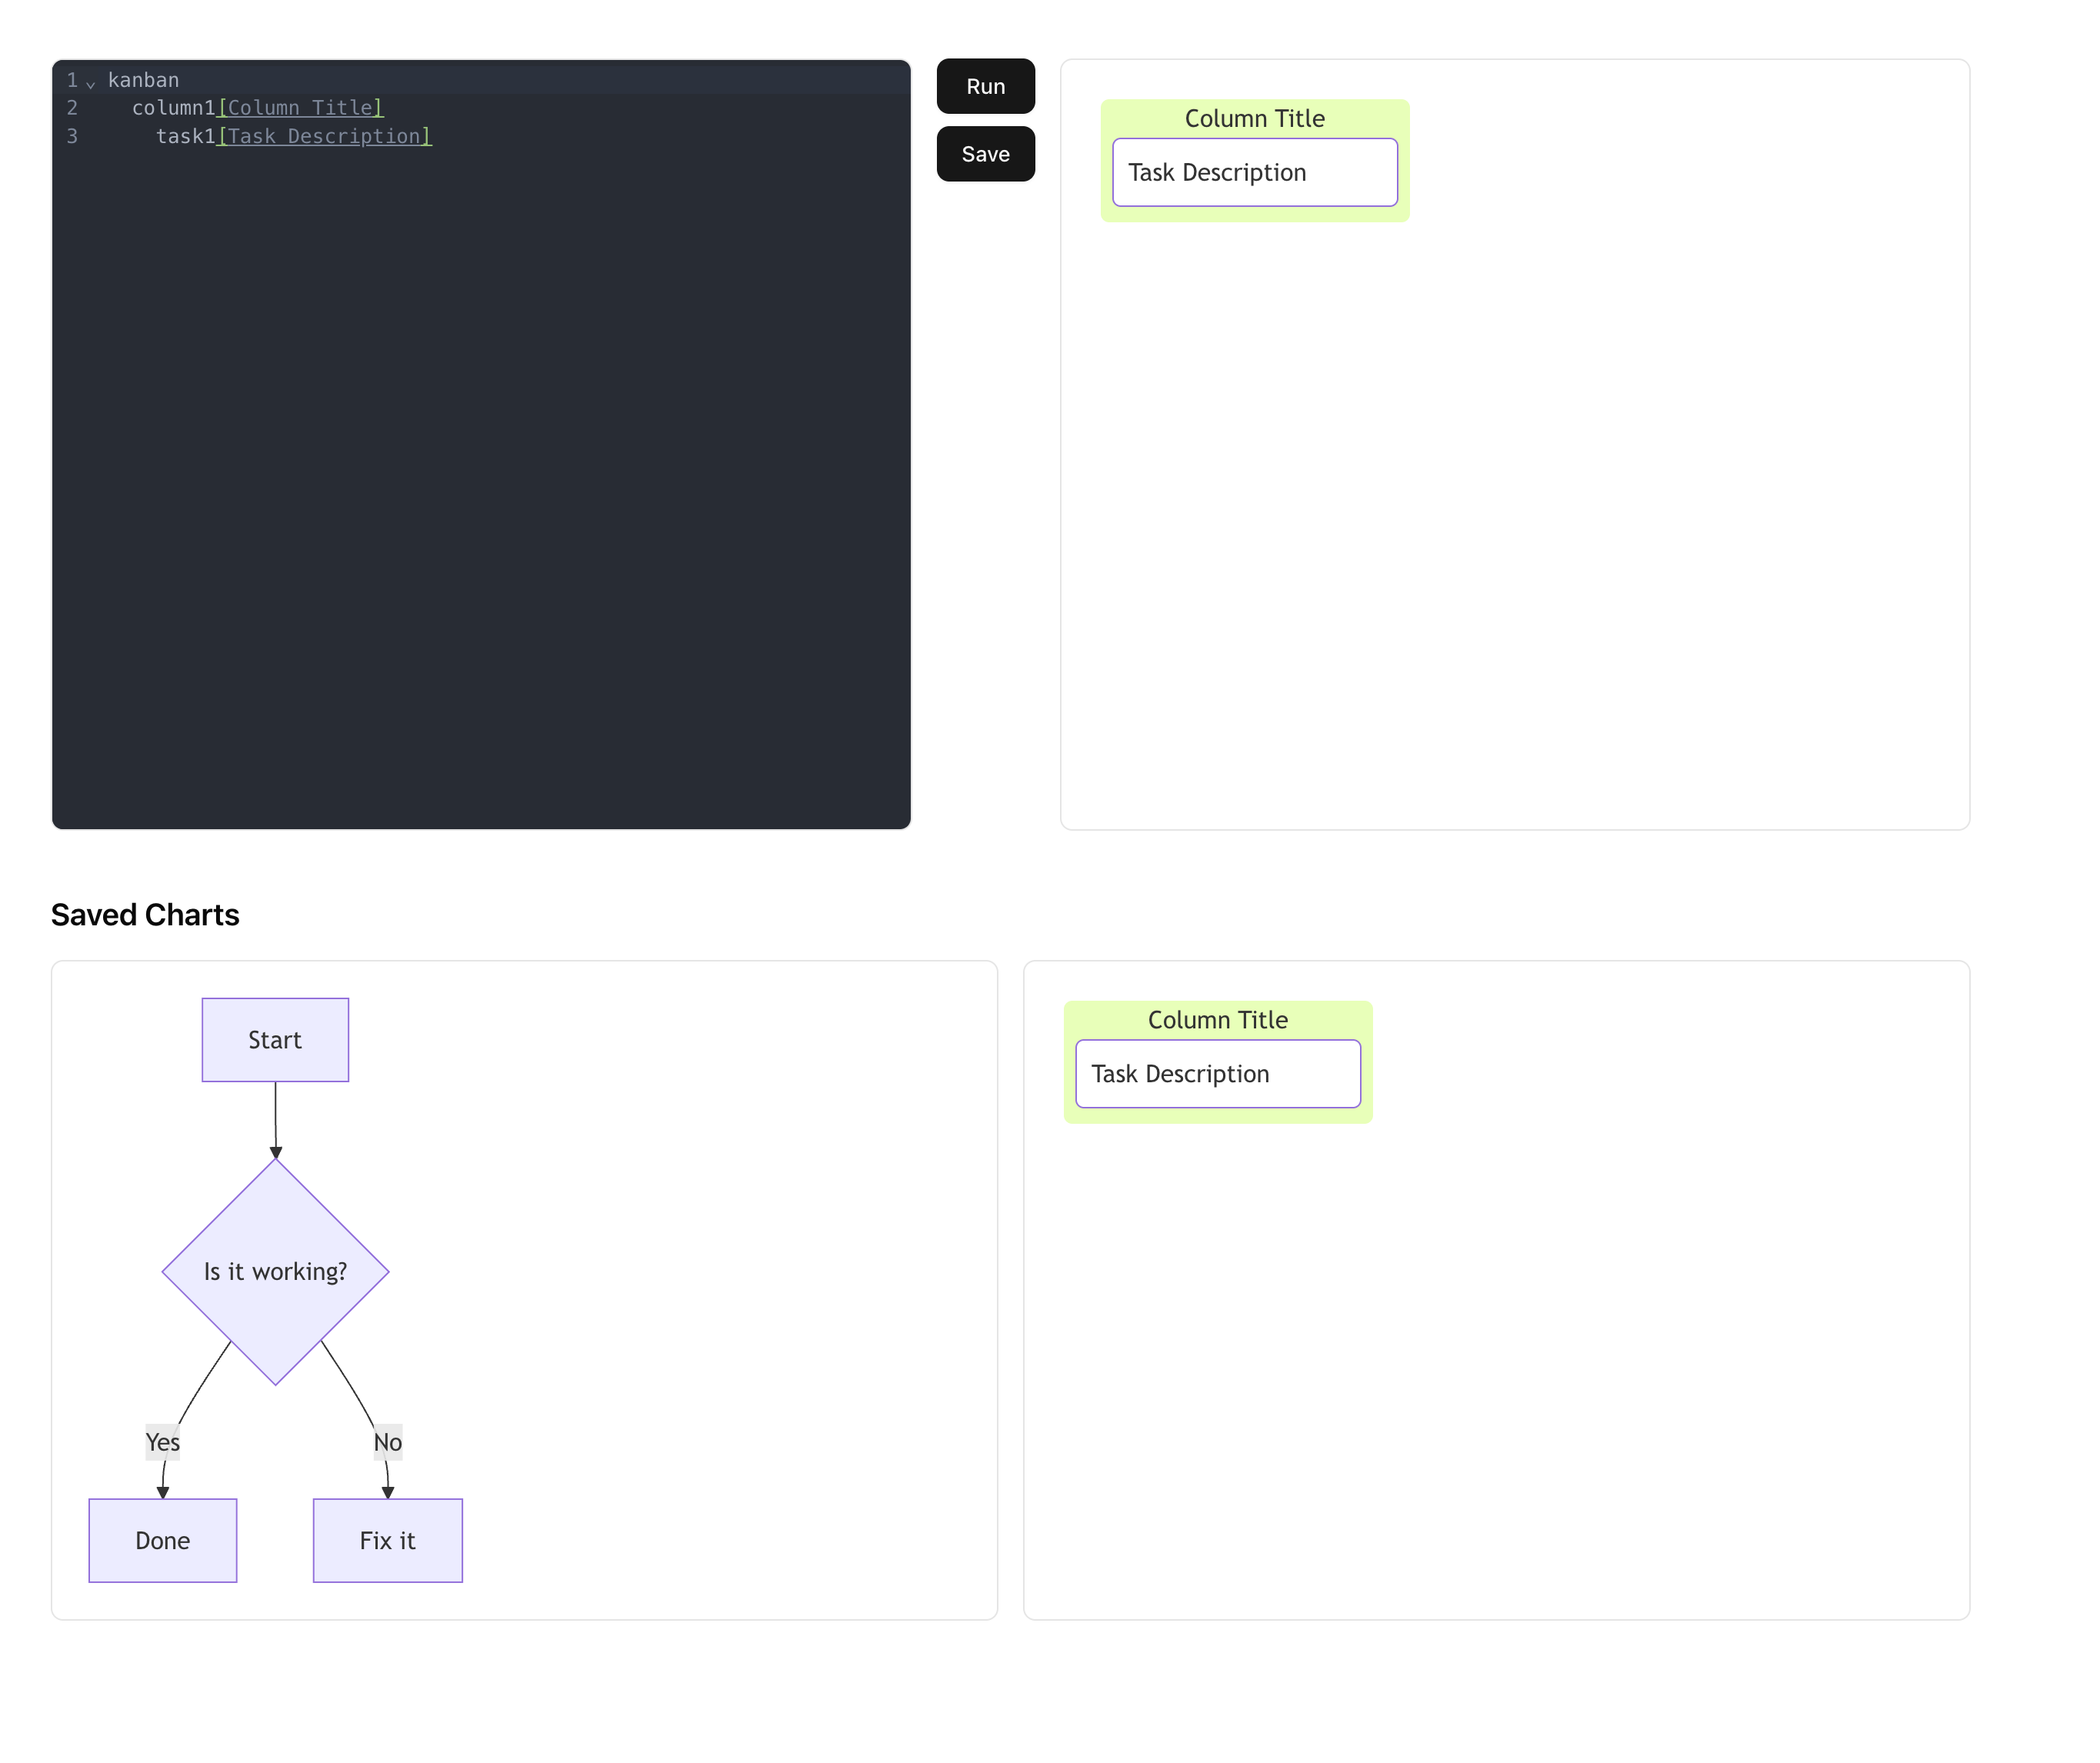 1 kanban
2 column1[Column Title]
3 task1[Task Description]
Run
Save
Column Title
Task Description
Saved Charts
Start
Is it working?
Yes
No
Done
Fix it
Column Title
Task Description